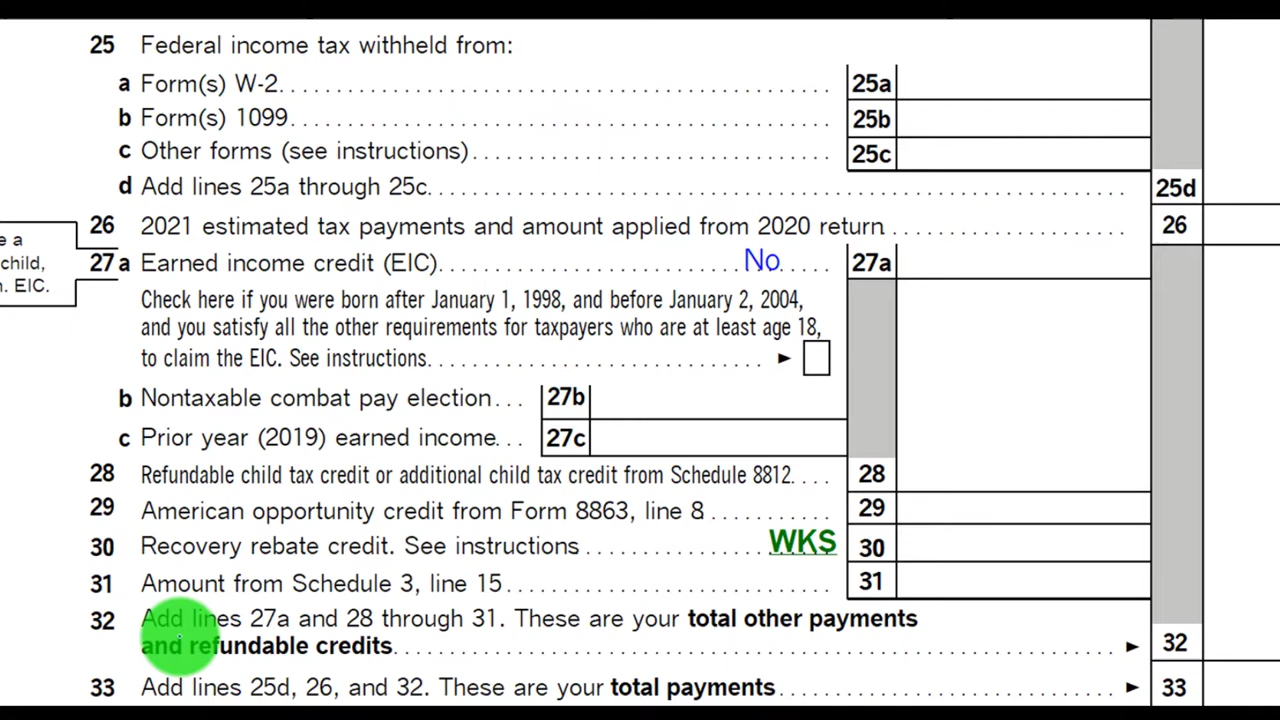 25 Federal income tax withheld from:
a Form(s) W-2 25a
b Form(s) 1099 25b
c Other forms (see instructions) 25c
d Add lines 25a through 25c. 25d
26 2021 estimated tax payments and amount applied from 2020 return 26
e a
child,
n. EIC.
27a Earned income credit (EIC) No 27a
Check here if you were born after January 1, 1998, and before January 2, 2004,
and you satisfy all the other requirements for taxpayers who are at least age 18,
to claim the EIC. See instructions. ►
b Nontaxable combat pay election 27b
c Prior year (2019) earned income 27c
28 Refundable child tax credit or additional child tax credit from Schedule 8812 28
29 American opportunity credit from Form 8863, line 8 29
30 Recovery rebate credit. See instructions WKS 30
31 Amount from Schedule 3, line 15 31
32 Add lines 27a and 28 through 31. These are your total other payments
and refundable credits ► 32
33 Add lines 25d, 26, and 32. These are your total payments ► 33